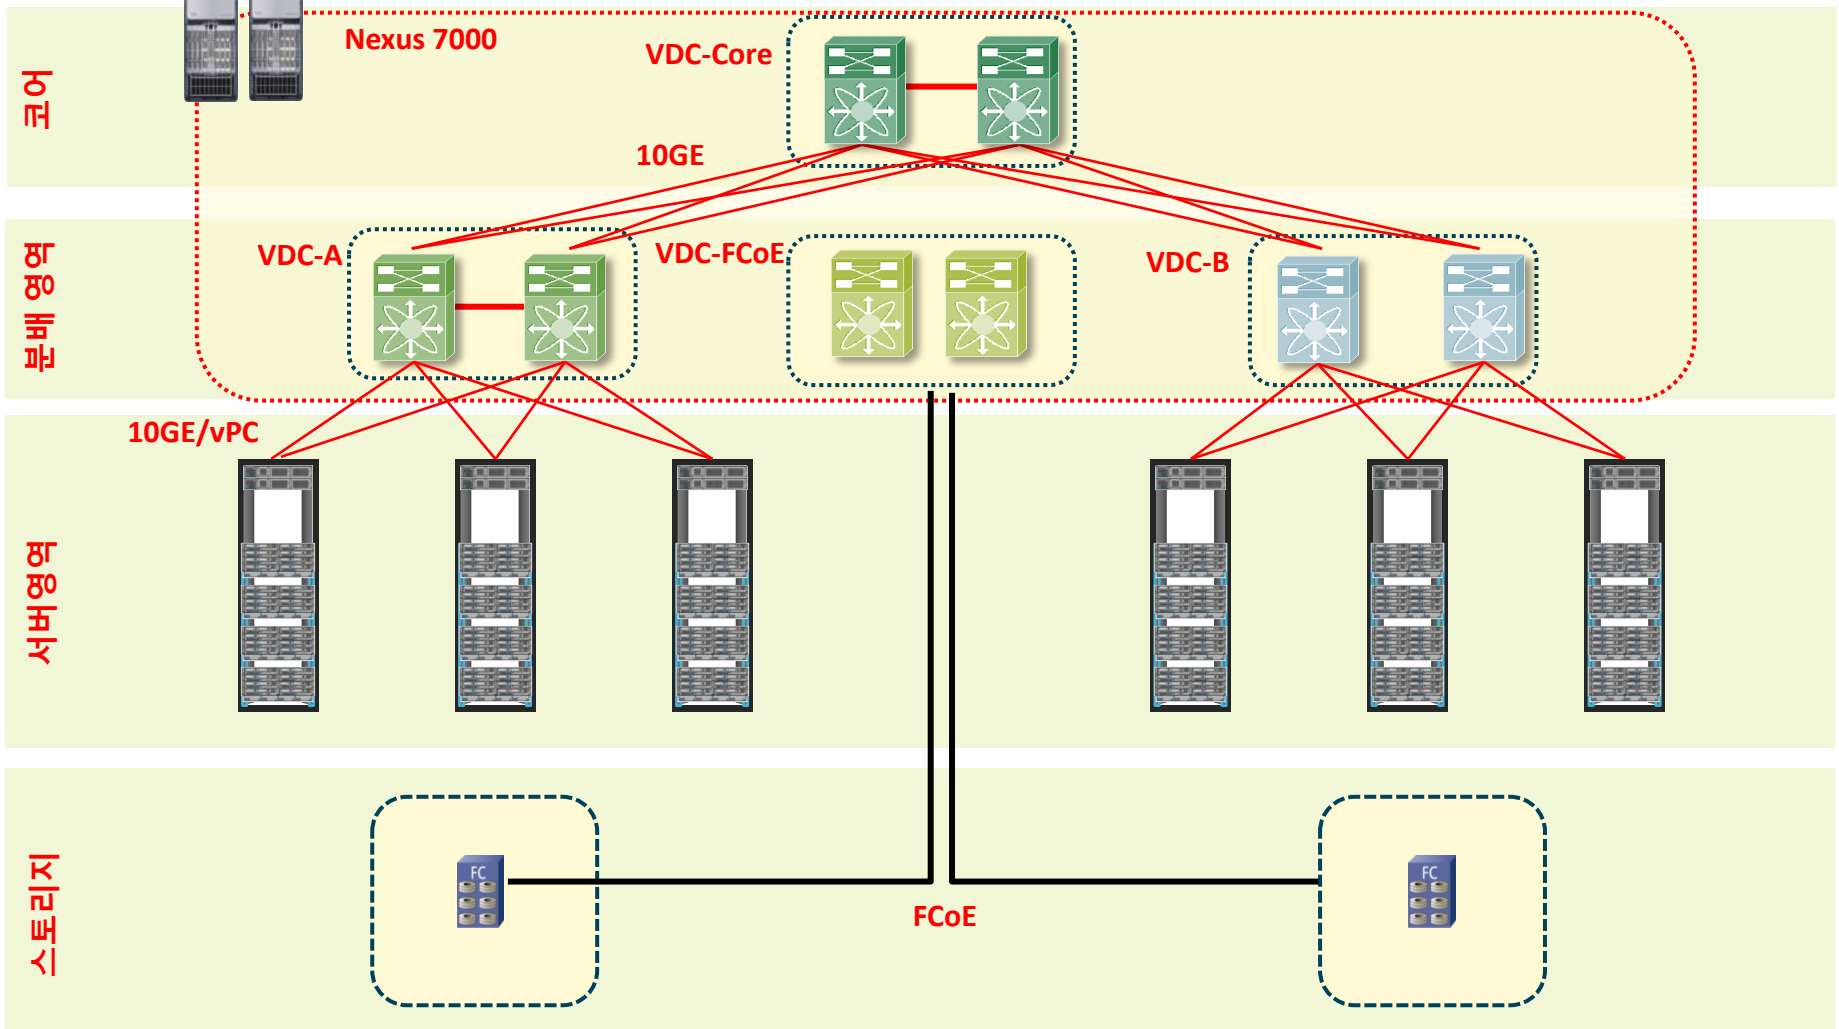 Nexus 7000
VDC-Core
코어
10GE
VDC-A
VDC-FCoE
VDC-B
분배 영역
10GE/vPC
서버영역
FC
FC
FCoE
스토리지